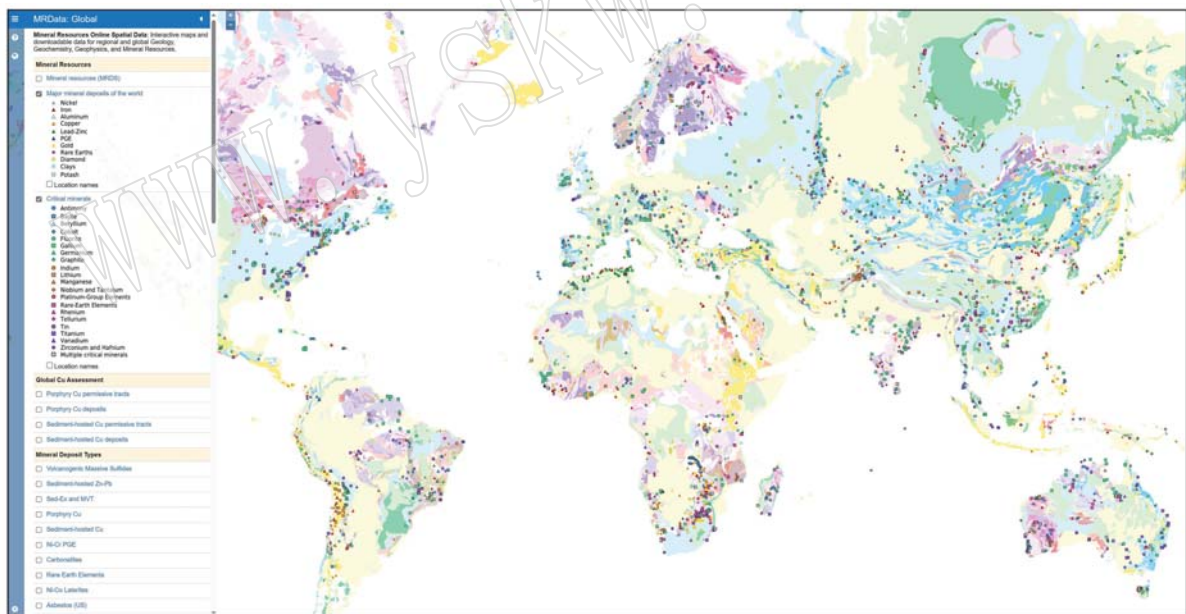 MRData: Global
Mineral Resources Online Spatial Data: Interactive maps and
downloadable data for regional and global Geology,
Geochemistry, Geophysics, and Mineral Resources.
Mineral Resources
Mineral resources (MRDS)
Major mineral deposits of the world
Nickel
Iron
Aluminum
Copper
Lead-Zinc
PGE
Gold
Rare Earths
Diamond
Clays
Potash
Location names
Critical minerals
Antimony
Barite
Beryllium
Cobalt
Fluorite
Gallium
Germanium
Graphite
Indium
Lithium
Manganese
Niobium and Tantalum
Platinum-Group Elements
Rare-Earth Elements
Rhenium
Tellurium
Tin
Titanium
Vanadium
Zirconium and Hafnium
Multiple critical minerals
Location names
Global Cu Assessment
Porphyry Cu permissive tracts
Porphyry Cu deposits
Sediment-hosted Cu permissive tracts
Sediment-hosted Cu deposits
Mineral Deposit Types
Volcanogenic Massive Sulfides
Sediment-hosted Zn-Pb
Sed-Ex and MVT
Porphyry Cu
Sediment-hosted Cu
Ni-Cr PGE
Carbonatites
Rare Earth Elements
Ni-Co Laterites
Asbestos (US)
www.yskw.